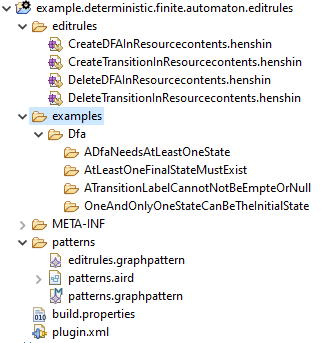 example.deterministic.finite.automaton.editrules
editrules
CreateDFAInResourcecontents.henshin
CreateTransitionInResourcecontents.henshin
DeleteDFAInResourcecontents.henshin
DeleteTransitionInResourcecontents.henshin
examples
Dfa
ADfaNeedsAtLeastOneState
AtLeastOneFinalStateMustExist
ATransitionLabelCannotNotBeEmpteOrNull
OneAndOnlyOneStateCanBeTheInitialState
META-INF
patterns
editrules.graphpattern
patterns.aird
patterns.graphpattern
build.properties
plugin.xml